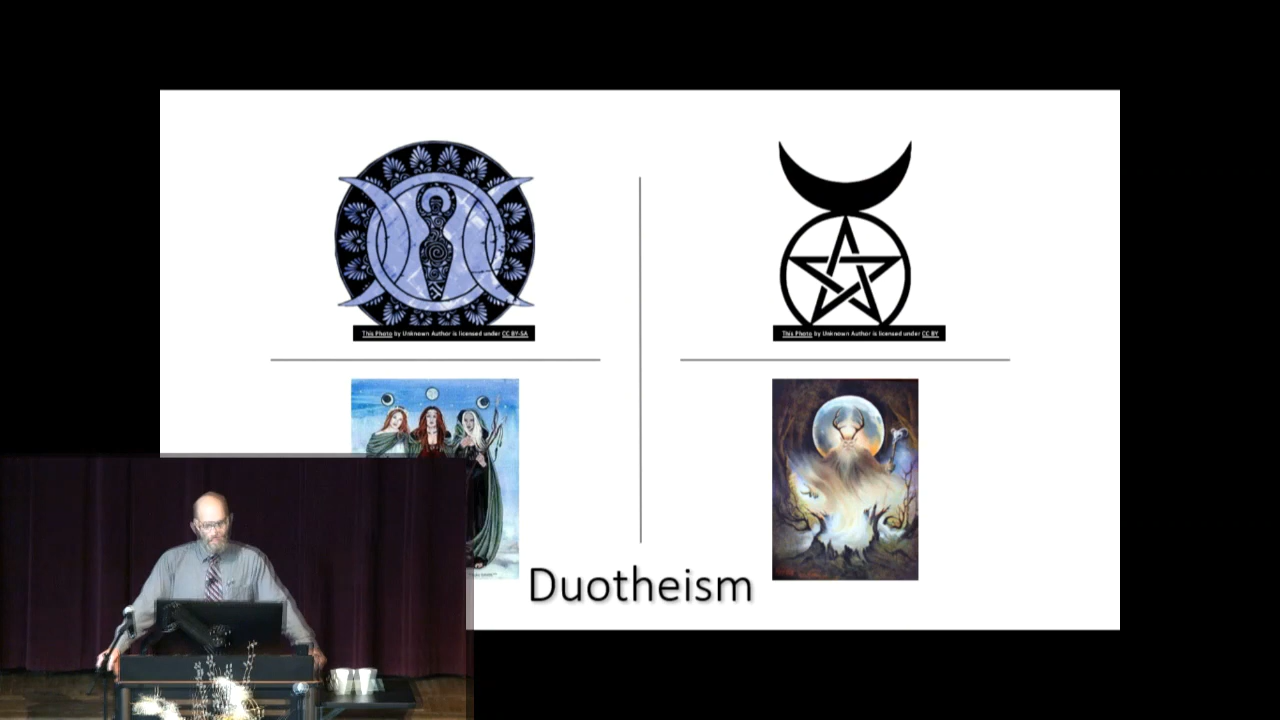 This Photo by Unknown Author is licensed under CC BY-SA
This Photo by Unknown Author is licensed under CC BY
Duotheism